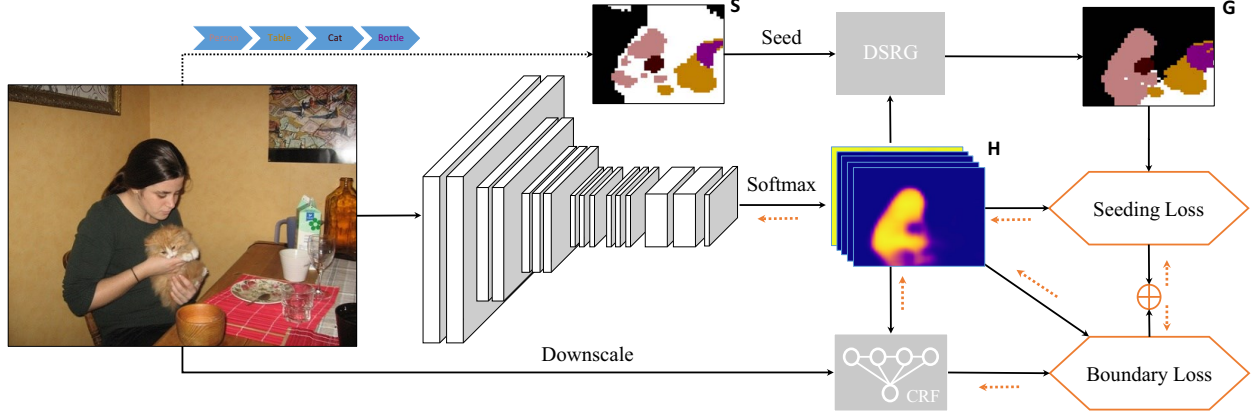 S
G
Person
Table
Cat
Bottle
Seed
DSRG
H
Softmax
Seeding Loss
Downscale
CRF
Boundary Loss